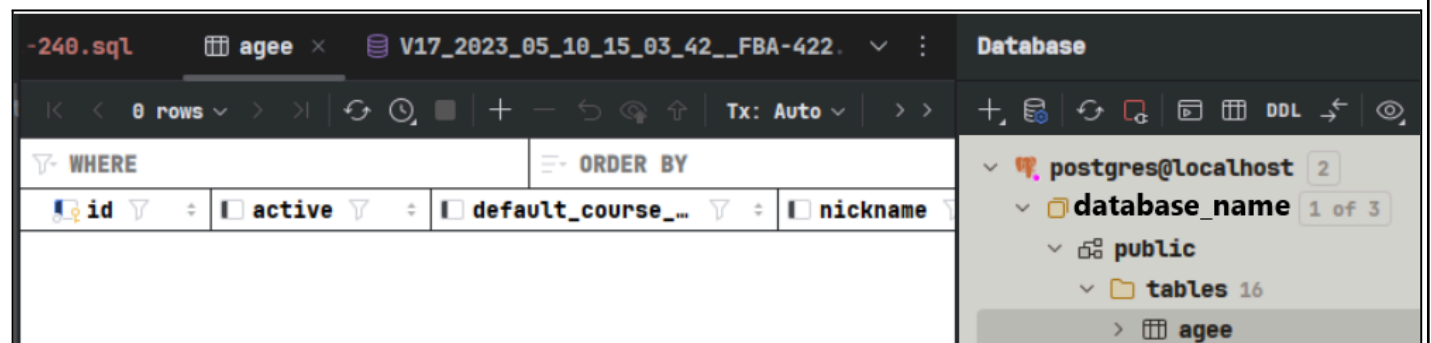 -240.sql agee V17_2023_05_10_15_03_42__FBA-422. Database
0 rows Tx: Auto DDL
WHERE ORDER BY
postgres@localhost 2
id active default_course_… nickname
database_name 1 of 3
public
tables 16
agee